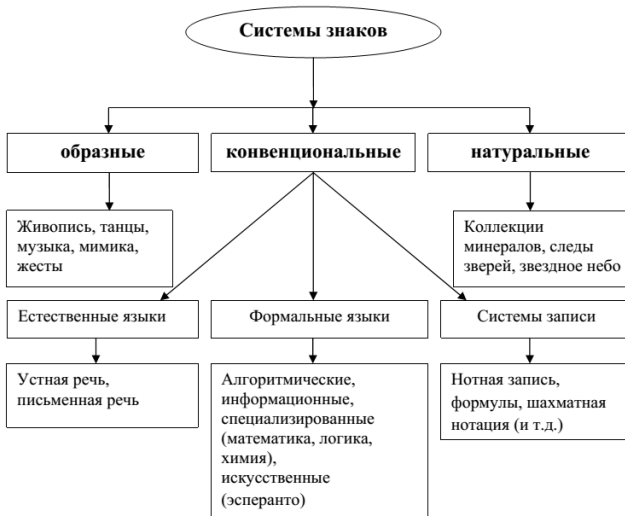 Системы знаков
образные
конвенциональные
натуральные
Живопись, танцы,
музыка, мимика,
жесты
Коллекции
минералов, следы
зверей, звездное небо
Естественные языки
Формальные языки
Системы записи
Устная речь,
письменная речь
Алгоритмические,
информационные,
специализированные
(математика, логика,
химия),
искусственные
(эсперанто)
Нотная запись,
формулы, шахматная
нотация (и т.д.)